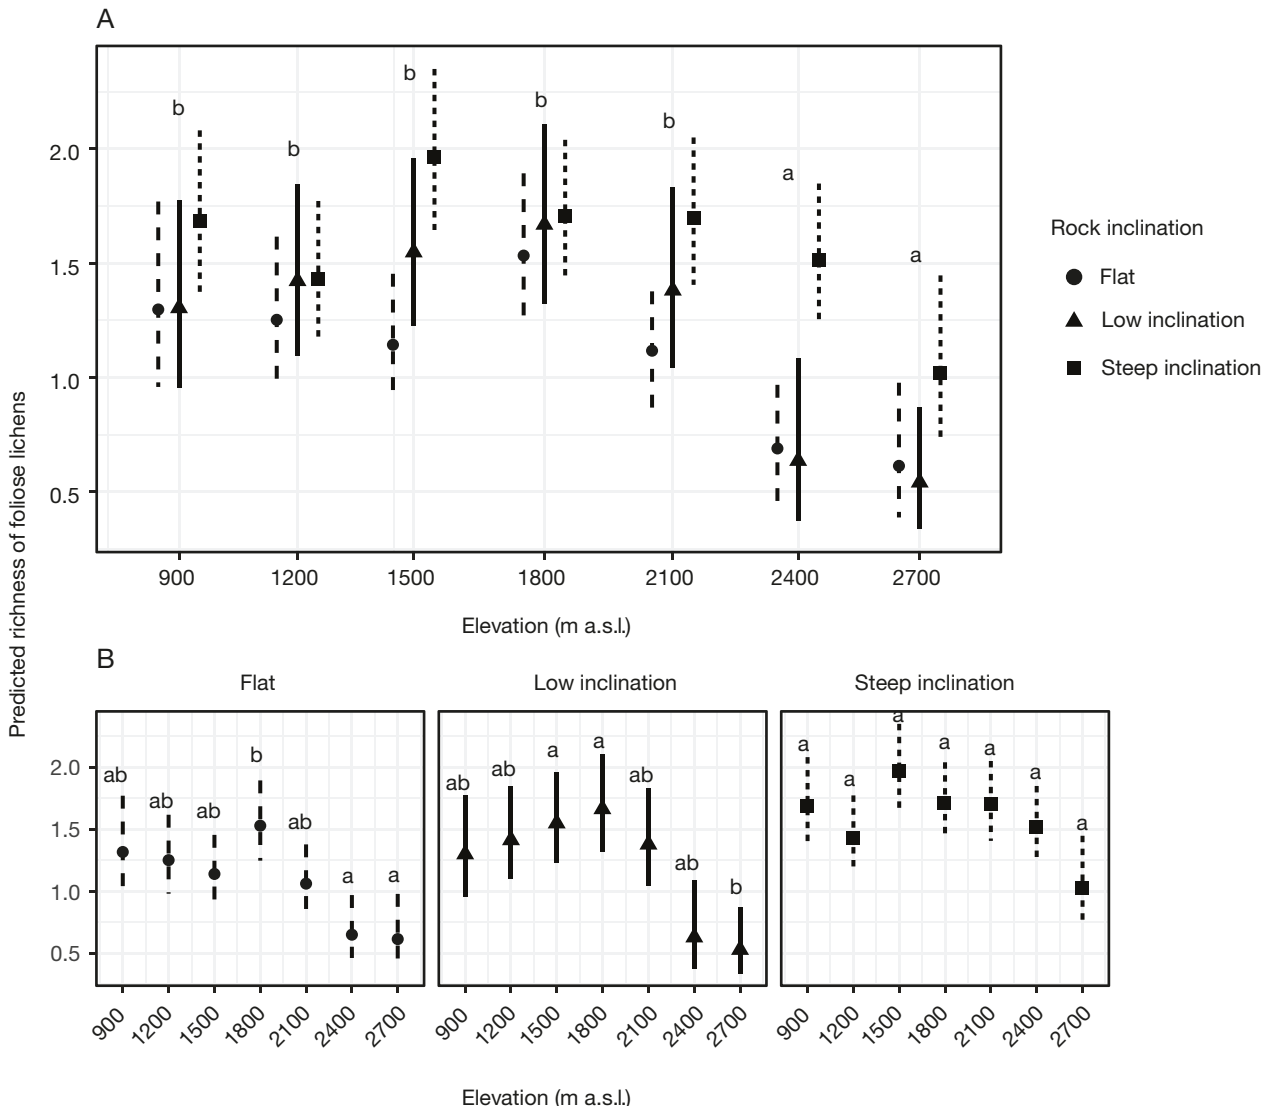 A
b
b
b
b
b
a
a
2.0
1.5
1.0
0.5
900 1200 1500 1800 2100 2400 2700
Elevation (m a.s.l.)
Rock inclination
Flat
Low inclination
Steep inclination
Predicted richness of foliose lichens
B
Flat Low inclination Steep inclination
2.0
1.5
1.0
0.5
ab ab ab b ab a a
ab ab a a ab ab b
a a a a a a a
900 1200 1500 1800 2100 2400 2700
900 1200 1500 1800 2100 2400 2700
900 1200 1500 1800 2100 2400 2700
Elevation (m a.s.l.)